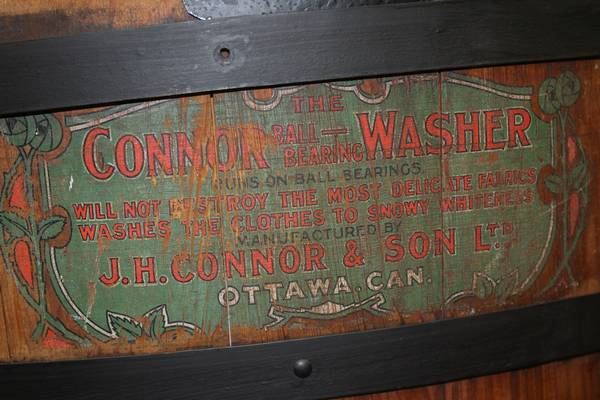 THE
CONNOR BALL-BEARING WASHER
RUNS ON BALL BEARINGS
WILL NOT DESTROY THE MOST DELICATE FABRICS
WASHES THE CLOTHES TO SNOWY WHITENESS
MANUFACTURED BY
J.H. CONNOR & SON LTD.
OTTAWA, CAN.